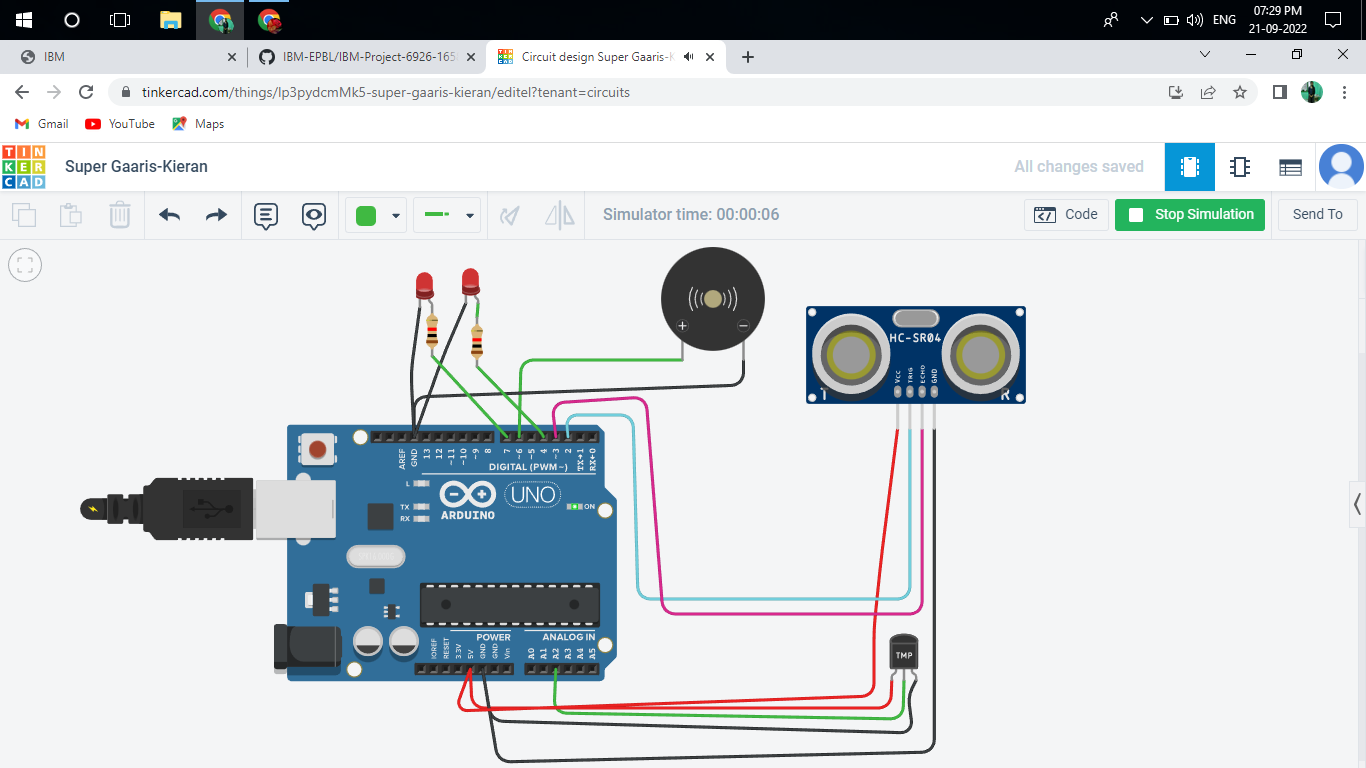 07:29 PM
ENG
21-09-2022
IBM
IBM-EPBL/IBM-Project-6926-165
Circuit design Super Gaaris-K
tinkercad.com/things/lp3pydcmMk5-super-gaaris-kieran/editel?tenant=circuits
Gmail
YouTube
Maps
TIN
KER
CAD
Super Gaaris-Kieran
All changes saved
Simulator time: 00:00:06
Code
Stop Simulation
Send To
+
−
HC-SR04
VCC
TRIG
ECHO
GND
T
R
AREF
GND
13
12
~11
~10
~9
8
7
~6
~5
4
~3
2
TX→1
RX←0
DIGITAL (PWM~)
L
TX
RX
ARDUINO
UNO
ON
POWER
ANALOG IN
IOREF
RESET
3.3V
5V
GND
GND
Vin
A0
A1
A2
A3
A4
A5
TMP